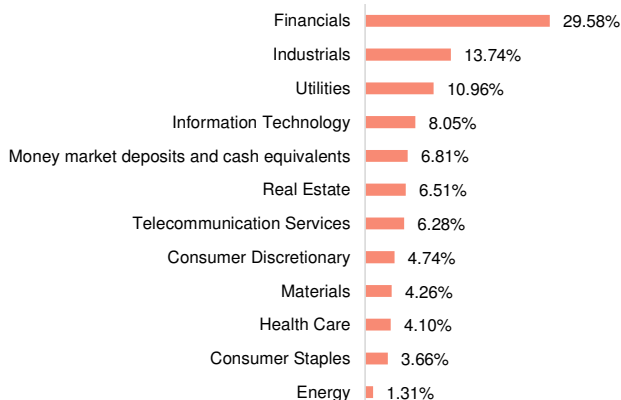 Financials 29.58%
Industrials 13.74%
Utilities 10.96%
Information Technology 8.05%
Money market deposits and cash equivalents 6.81%
Real Estate 6.51%
Telecommunication Services 6.28%
Consumer Discretionary 4.74%
Materials 4.26%
Health Care 4.10%
Consumer Staples 3.66%
Energy 1.31%